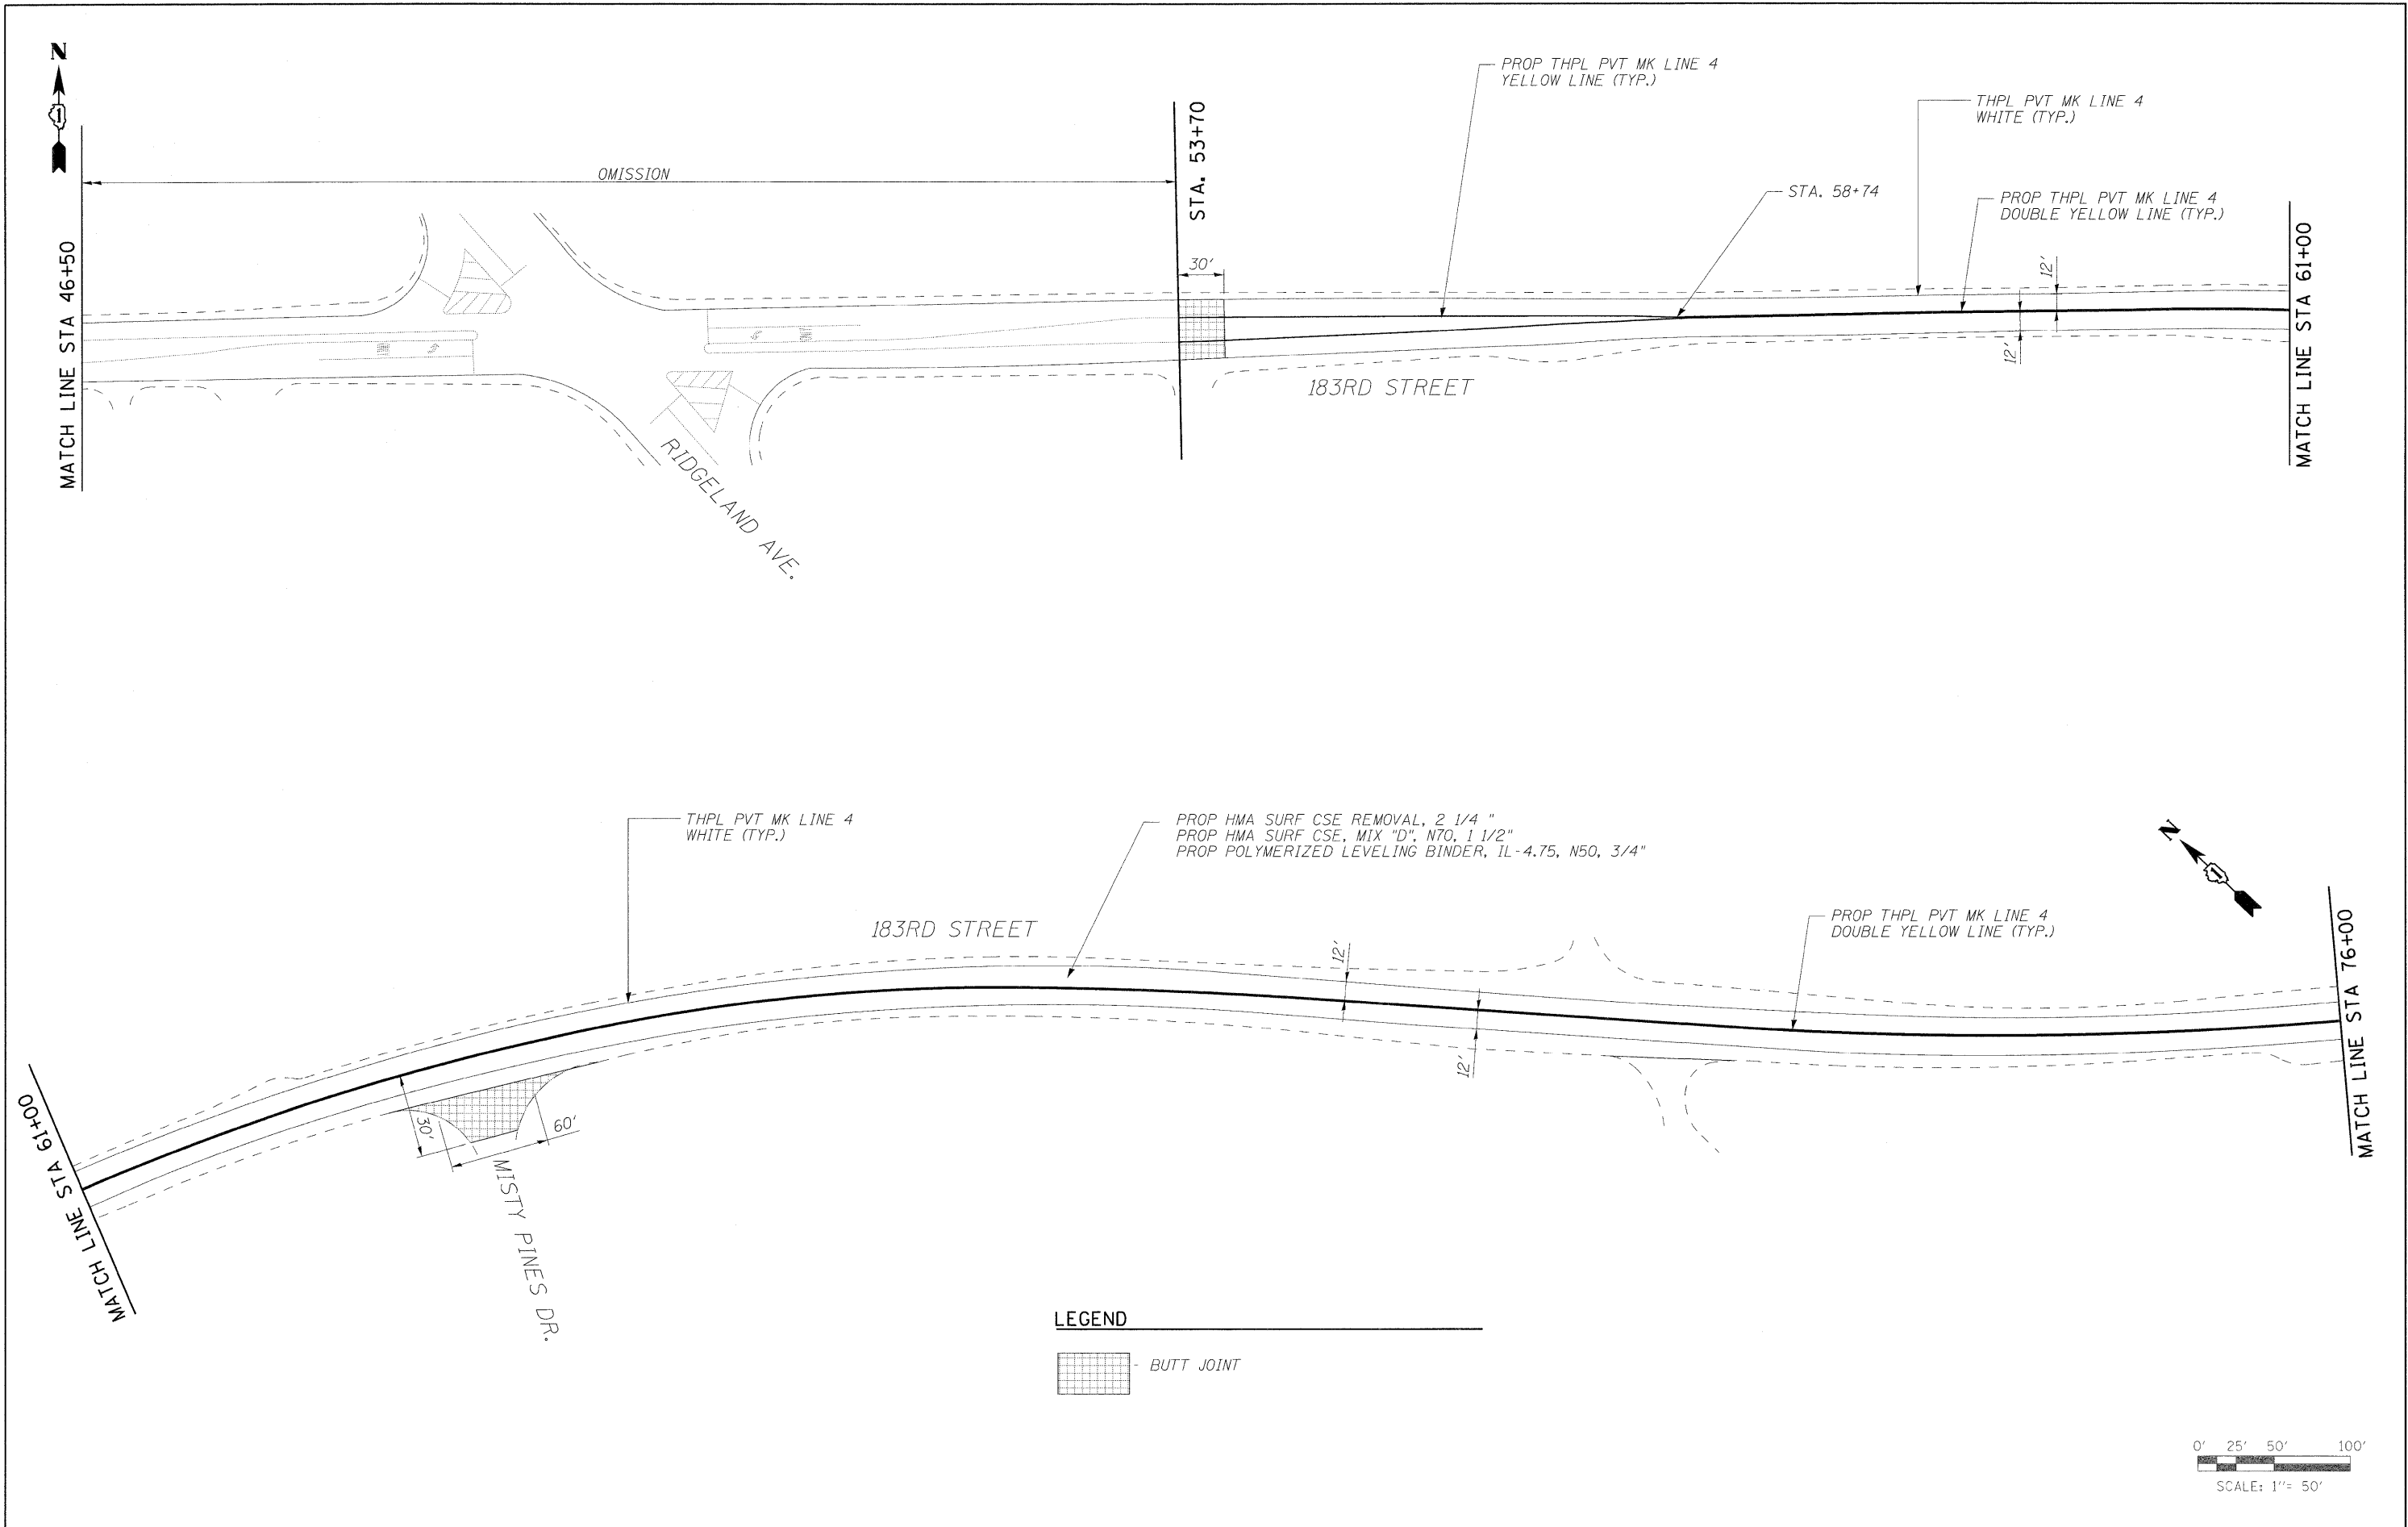 N
PROP THPL PVT MK LINE 4
YELLOW LINE (TYP.)
THPL PVT MK LINE 4
WHITE (TYP.)
OMISSION
STA. 53+70
STA. 58+74
PROP THPL PVT MK LINE 4
DOUBLE YELLOW LINE (TYP.)
MATCH LINE STA 46+50
30'
12'
12'
MATCH LINE STA 61+00
183RD STREET
RIDGELAND AVE.
THPL PVT MK LINE 4
WHITE (TYP.)
PROP HMA SURF CSE REMOVAL, 2 1/4 "
PROP HMA SURF CSE, MIX "D", N70, 1 1/2"
PROP POLYMERIZED LEVELING BINDER, IL-4.75, N50, 3/4"
N
183RD STREET
PROP THPL PVT MK LINE 4
DOUBLE YELLOW LINE (TYP.)
12'
12'
MATCH LINE STA 76+00
MATCH LINE STA 61+00
30'
60'
MISTY PINES DR.
LEGEND
- BUTT JOINT
0' 25' 50' 100'
SCALE: 1"= 50'